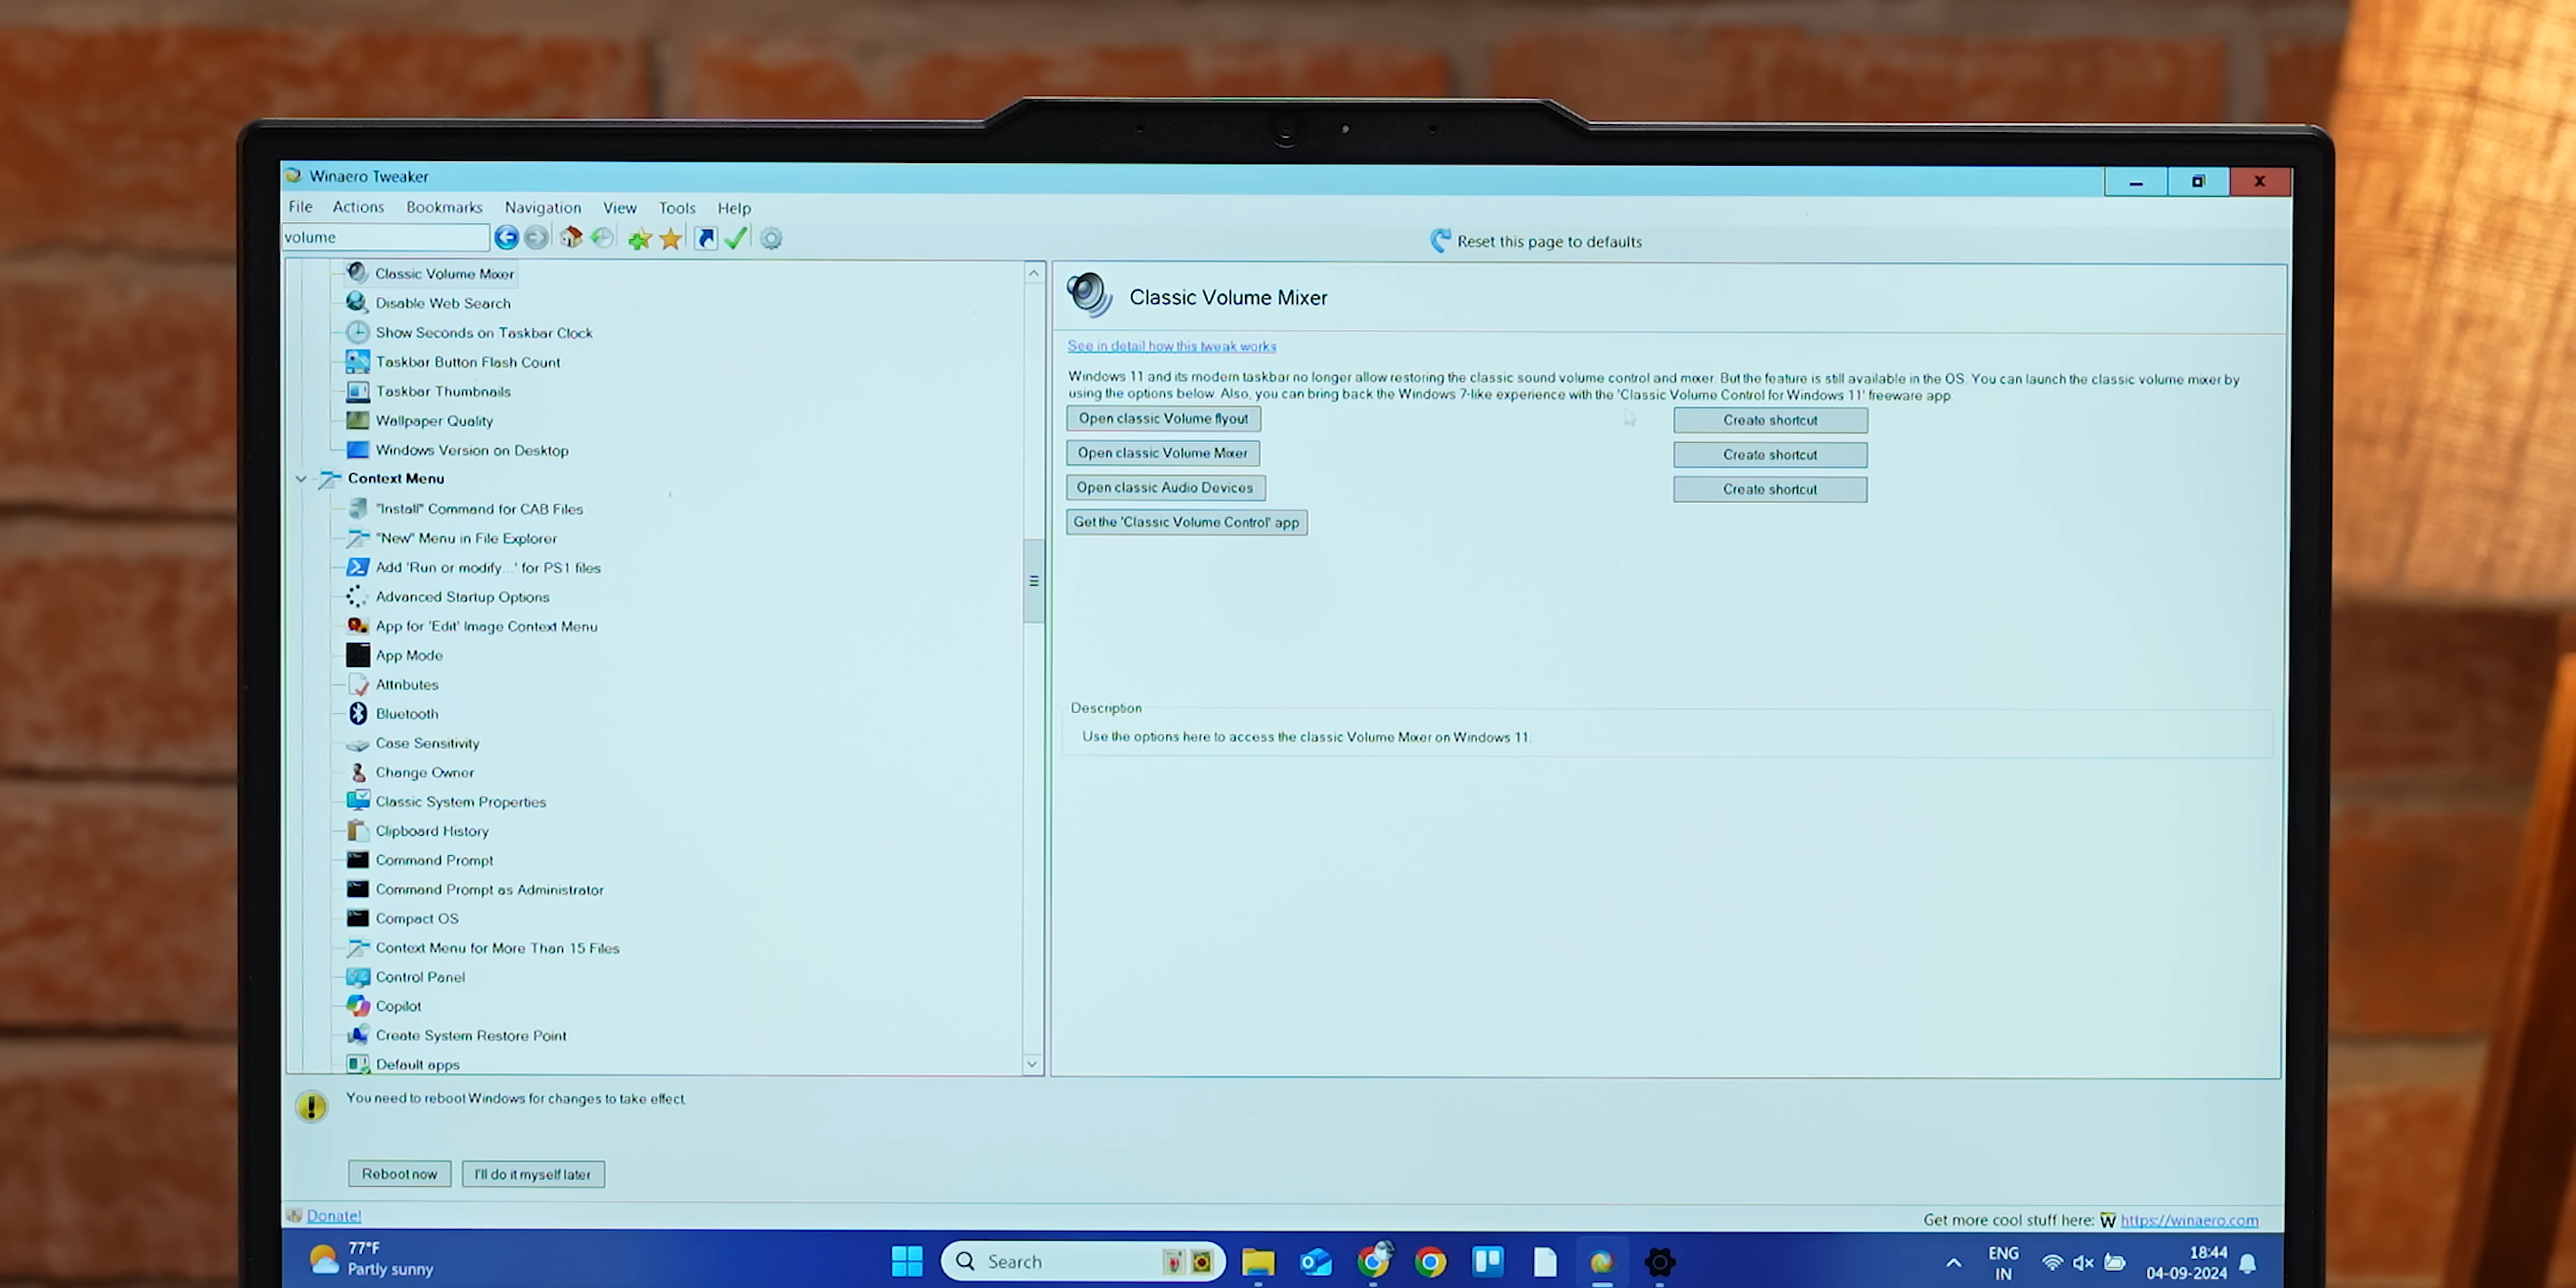 Winaero Tweaker
File Actions Bookmarks Navigation View Tools Help
volume
Reset this page to defaults
Classic Volume Mixer
Disable Web Search
Show Seconds on Taskbar Clock
Taskbar Button Flash Count
Taskbar Thumbnails
Wallpaper Quality
Windows Version on Desktop
Context Menu
"Install" Command for CAB Files
"New" Menu in File Explorer
Add 'Run or modify...' for PS1 files
Advanced Startup Options
App for 'Edit' Image Context Menu
App Mode
Attributes
Bluetooth
Case Sensitivity
Change Owner
Classic System Properties
Clipboard History
Command Prompt
Command Prompt as Administrator
Compact OS
Context Menu for More Than 15 Files
Control Panel
Copilot
Create System Restore Point
Default apps
Classic Volume Mixer
See in detail how this tweak works
Windows 11 and its modern taskbar no longer allow restoring the classic sound volume control and mixer. But the feature is still available in the OS. You can launch the classic volume mixer by
using the options below. Also, you can bring back the Windows 7-like experience with the 'Classic Volume Control for Windows 11' freeware app.
Open classic Volume flyout Create shortcut
Open classic Volume Mixer Create shortcut
Open classic Audio Devices Create shortcut
Get the 'Classic Volume Control' app
Description
Use the options here to access the classic Volume Mixer on Windows 11.
You need to reboot Windows for changes to take effect.
Reboot now I'll do it myself later
Donate!
Get more cool stuff here: W https://winaero.com
77°F
Partly sunny
Search
ENG
IN
18:44
04-09-2024